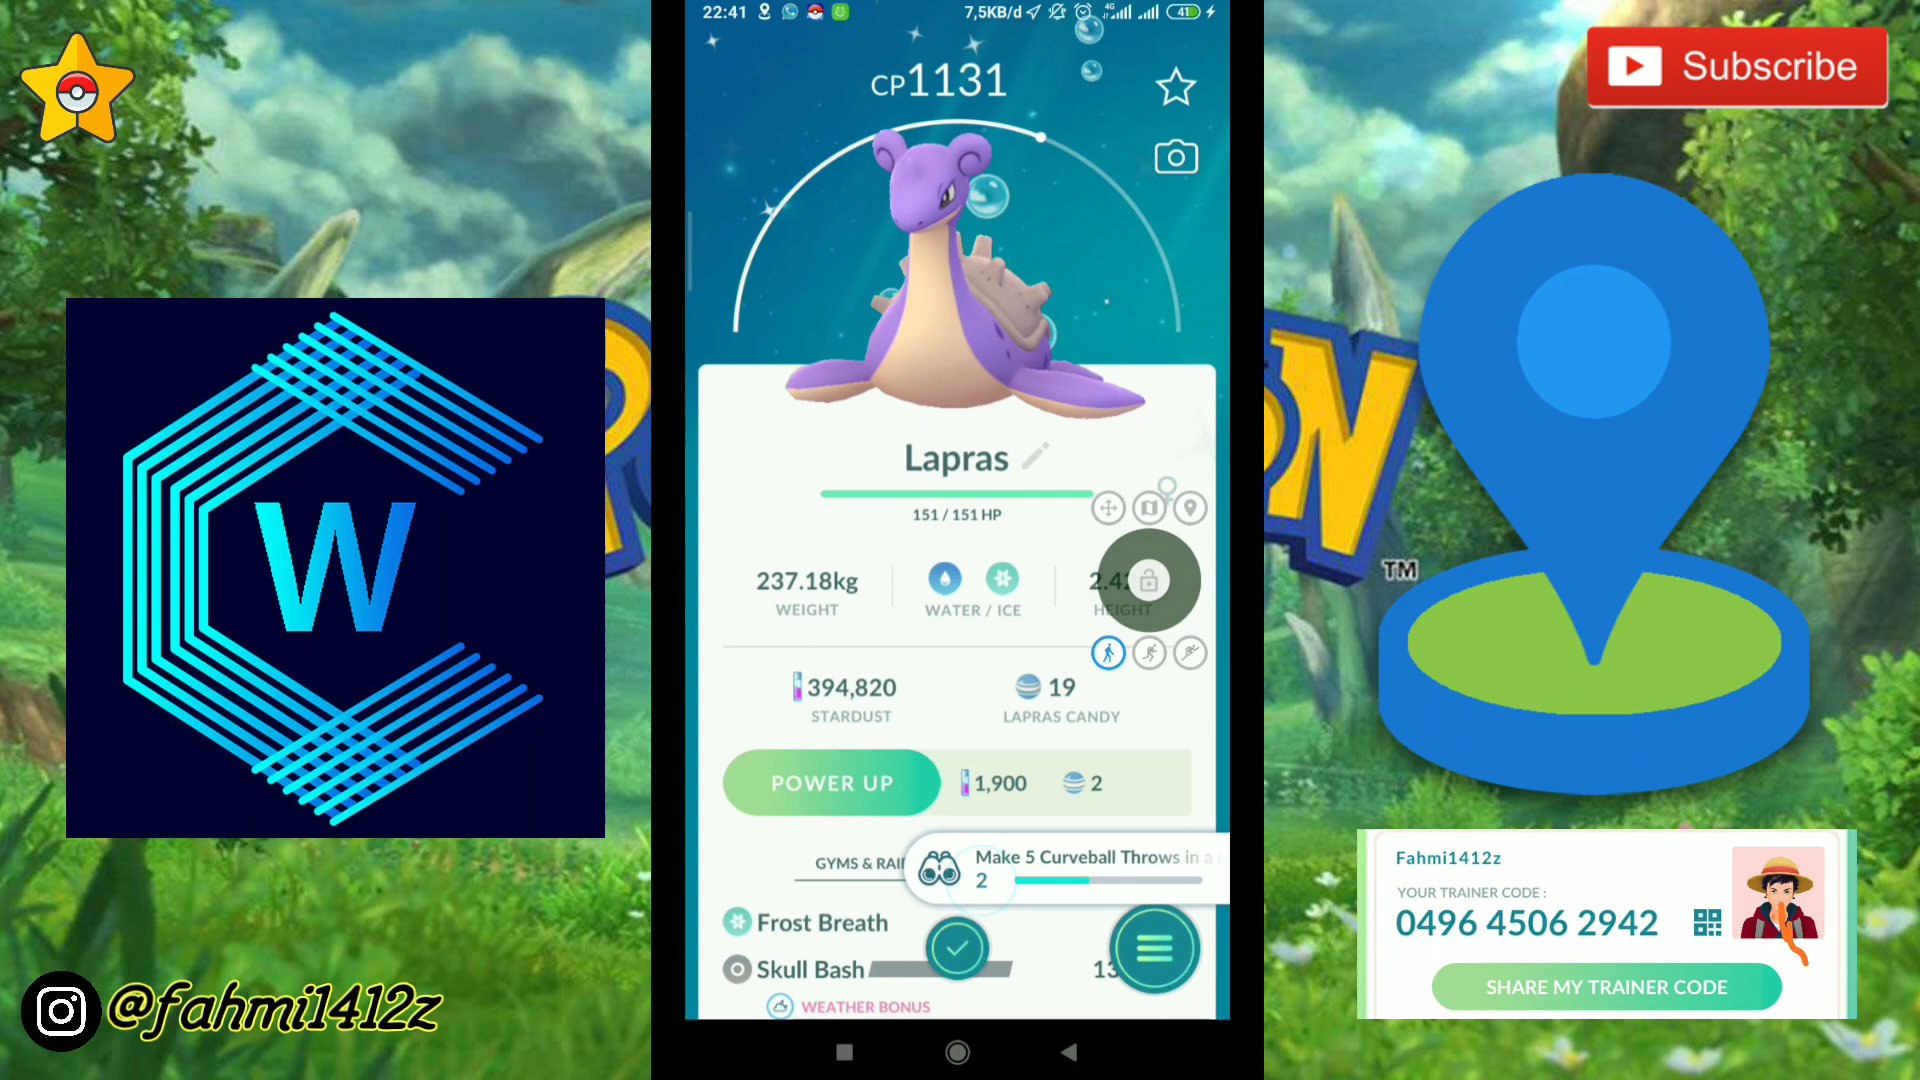 22:41
7,5KB/d
4G
41
CP1131
Subscribe
Lapras
151 / 151 HP
237.18kg
WEIGHT
WATER / ICE
HEIGHT
W
TM
394,820
STARDUST
19
LAPRAS CANDY
POWER UP
1,900
2
GYMS &
Make 5 Curveball Throws in a
2
Frost Breath
Skull Bash
WEATHER BONUS
Fahmi1412z
YOUR TRAINER CODE :
0496 4506 2942
SHARE MY TRAINER CODE
@fahmi1412z